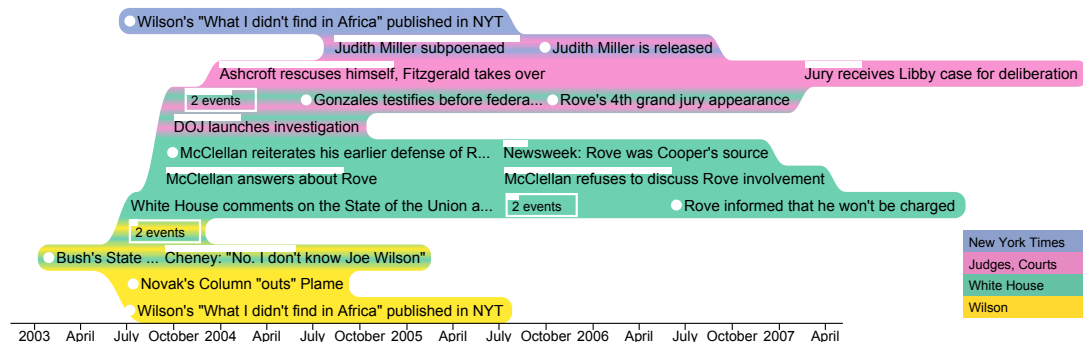 Wilson's "What I didn't find in Africa" published in NYT
Judith Miller subpoenaed Judith Miller is released
Ashcroft rescuses himself, Fitzgerald takes over Jury receives Libby case for deliberation
2 events Gonzales testifies before federa... Rove's 4th grand jury appearance
DOJ launches investigation
McClellan reiterates his earlier defense of R... Newsweek: Rove was Cooper's source
McClellan answers about Rove McClellan refuses to discuss Rove involvement
White House comments on the State of the Union a... 2 events Rove informed that he won't be charged
2 events
Bush's State ... Cheney: "No. I don't know Joe Wilson"
Novak's Column "outs" Plame
Wilson's "What I didn't find in Africa" published in NYT
New York Times
Judges, Courts
White House
Wilson
2003 April July October 2004 April July October 2005 April July October 2006 April July October 2007 April